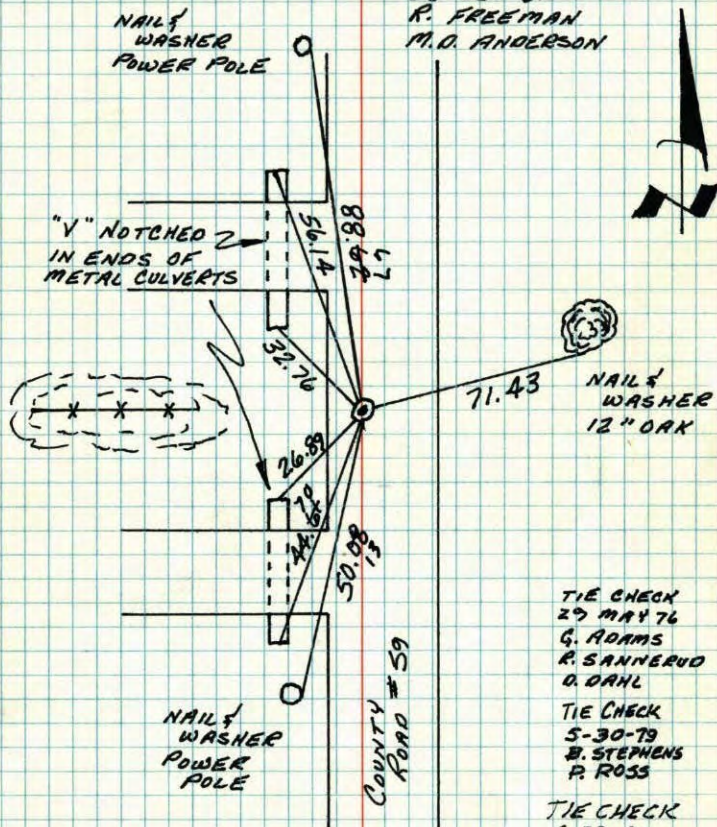 R. FREEMAN
M.D. ANDERSON
NAIL &
WASHER
POWER POLE
"V" NOTCHED
IN ENDS OF
METAL CULVERTS
56.14
32.76
71.43
NAIL &
WASHER
12" OAK
26.89
50.08
13
COUNTY
ROAD #59
NAIL &
WASHER
POWER
POLE
TIE CHECK
29 MAY 76
G. ADAMS
R. SANNERUD
D. DAHL
TIE CHECK
5-30-79
B. STEPHENS
P. ROSS
TIE CHECK